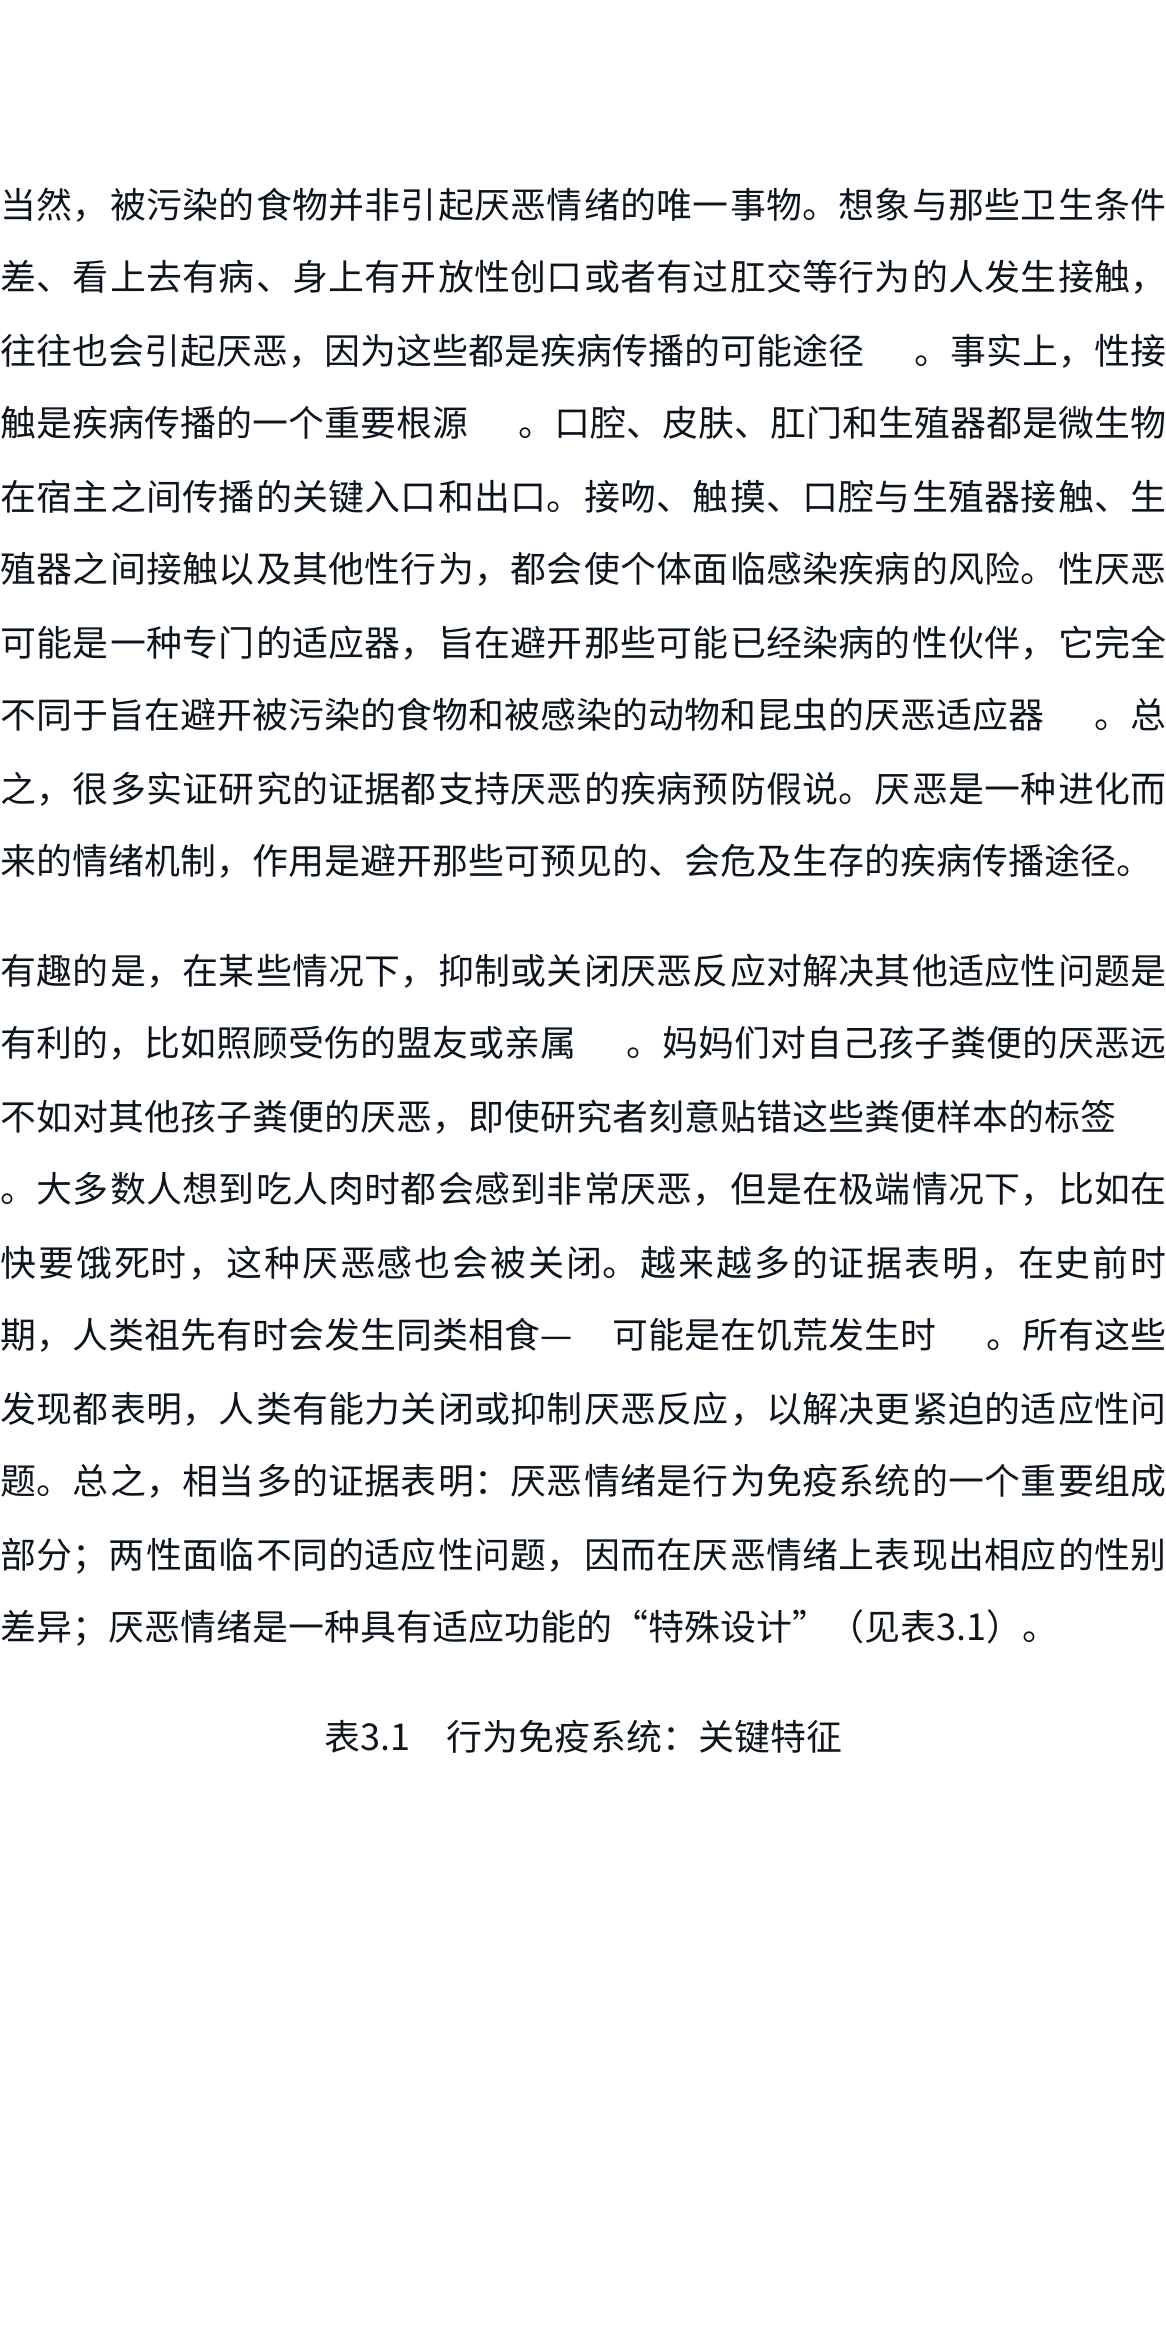 当然，被污染的食物并非引起厌恶情绪的唯一事物。想象与那些卫生条件
差、看上去有病、身上有开放性创口或者有过肛交等行为的人发生接触，
往往也会引起厌恶，因为这些都是疾病传播的可能途径 。事实上，性接
触是疾病传播的一个重要根源 。口腔、皮肤、肛门和生殖器都是微生物
在宿主之间传播的关键入口和出口。接吻、触摸、口腔与生殖器接触、生
殖器之间接触以及其他性行为，都会使个体面临感染疾病的风险。性厌恶
可能是一种专门的适应器，旨在避开那些可能已经染病的性伙伴，它完全
不同于旨在避开被污染的食物和被感染的动物和昆虫的厌恶适应器 。总
之，很多实证研究的证据都支持厌恶的疾病预防假说。厌恶是一种进化而
来的情绪机制，作用是避开那些可预见的、会危及生存的疾病传播途径。
有趣的是，在某些情况下，抑制或关闭厌恶反应对解决其他适应性问题是
有利的，比如照顾受伤的盟友或亲属 。妈妈们对自己孩子粪便的厌恶远
不如对其他孩子粪便的厌恶，即使研究者刻意贴错这些粪便样本的标签
。大多数人想到吃人肉时都会感到非常厌恶，但是在极端情况下，比如在
快要饿死时，这种厌恶感也会被关闭。越来越多的证据表明，在史前时
期，人类祖先有时会发生同类相食— 可能是在饥荒发生时 。所有这些
发现都表明，人类有能力关闭或抑制厌恶反应，以解决更紧迫的适应性问
题。总之，相当多的证据表明：厌恶情绪是行为免疫系统的一个重要组成
部分；两性面临不同的适应性问题，因而在厌恶情绪上表现出相应的性别
差异；厌恶情绪是一种具有适应功能的“特殊设计”（见表3.1）。
表3.1 行为免疫系统：关键特征